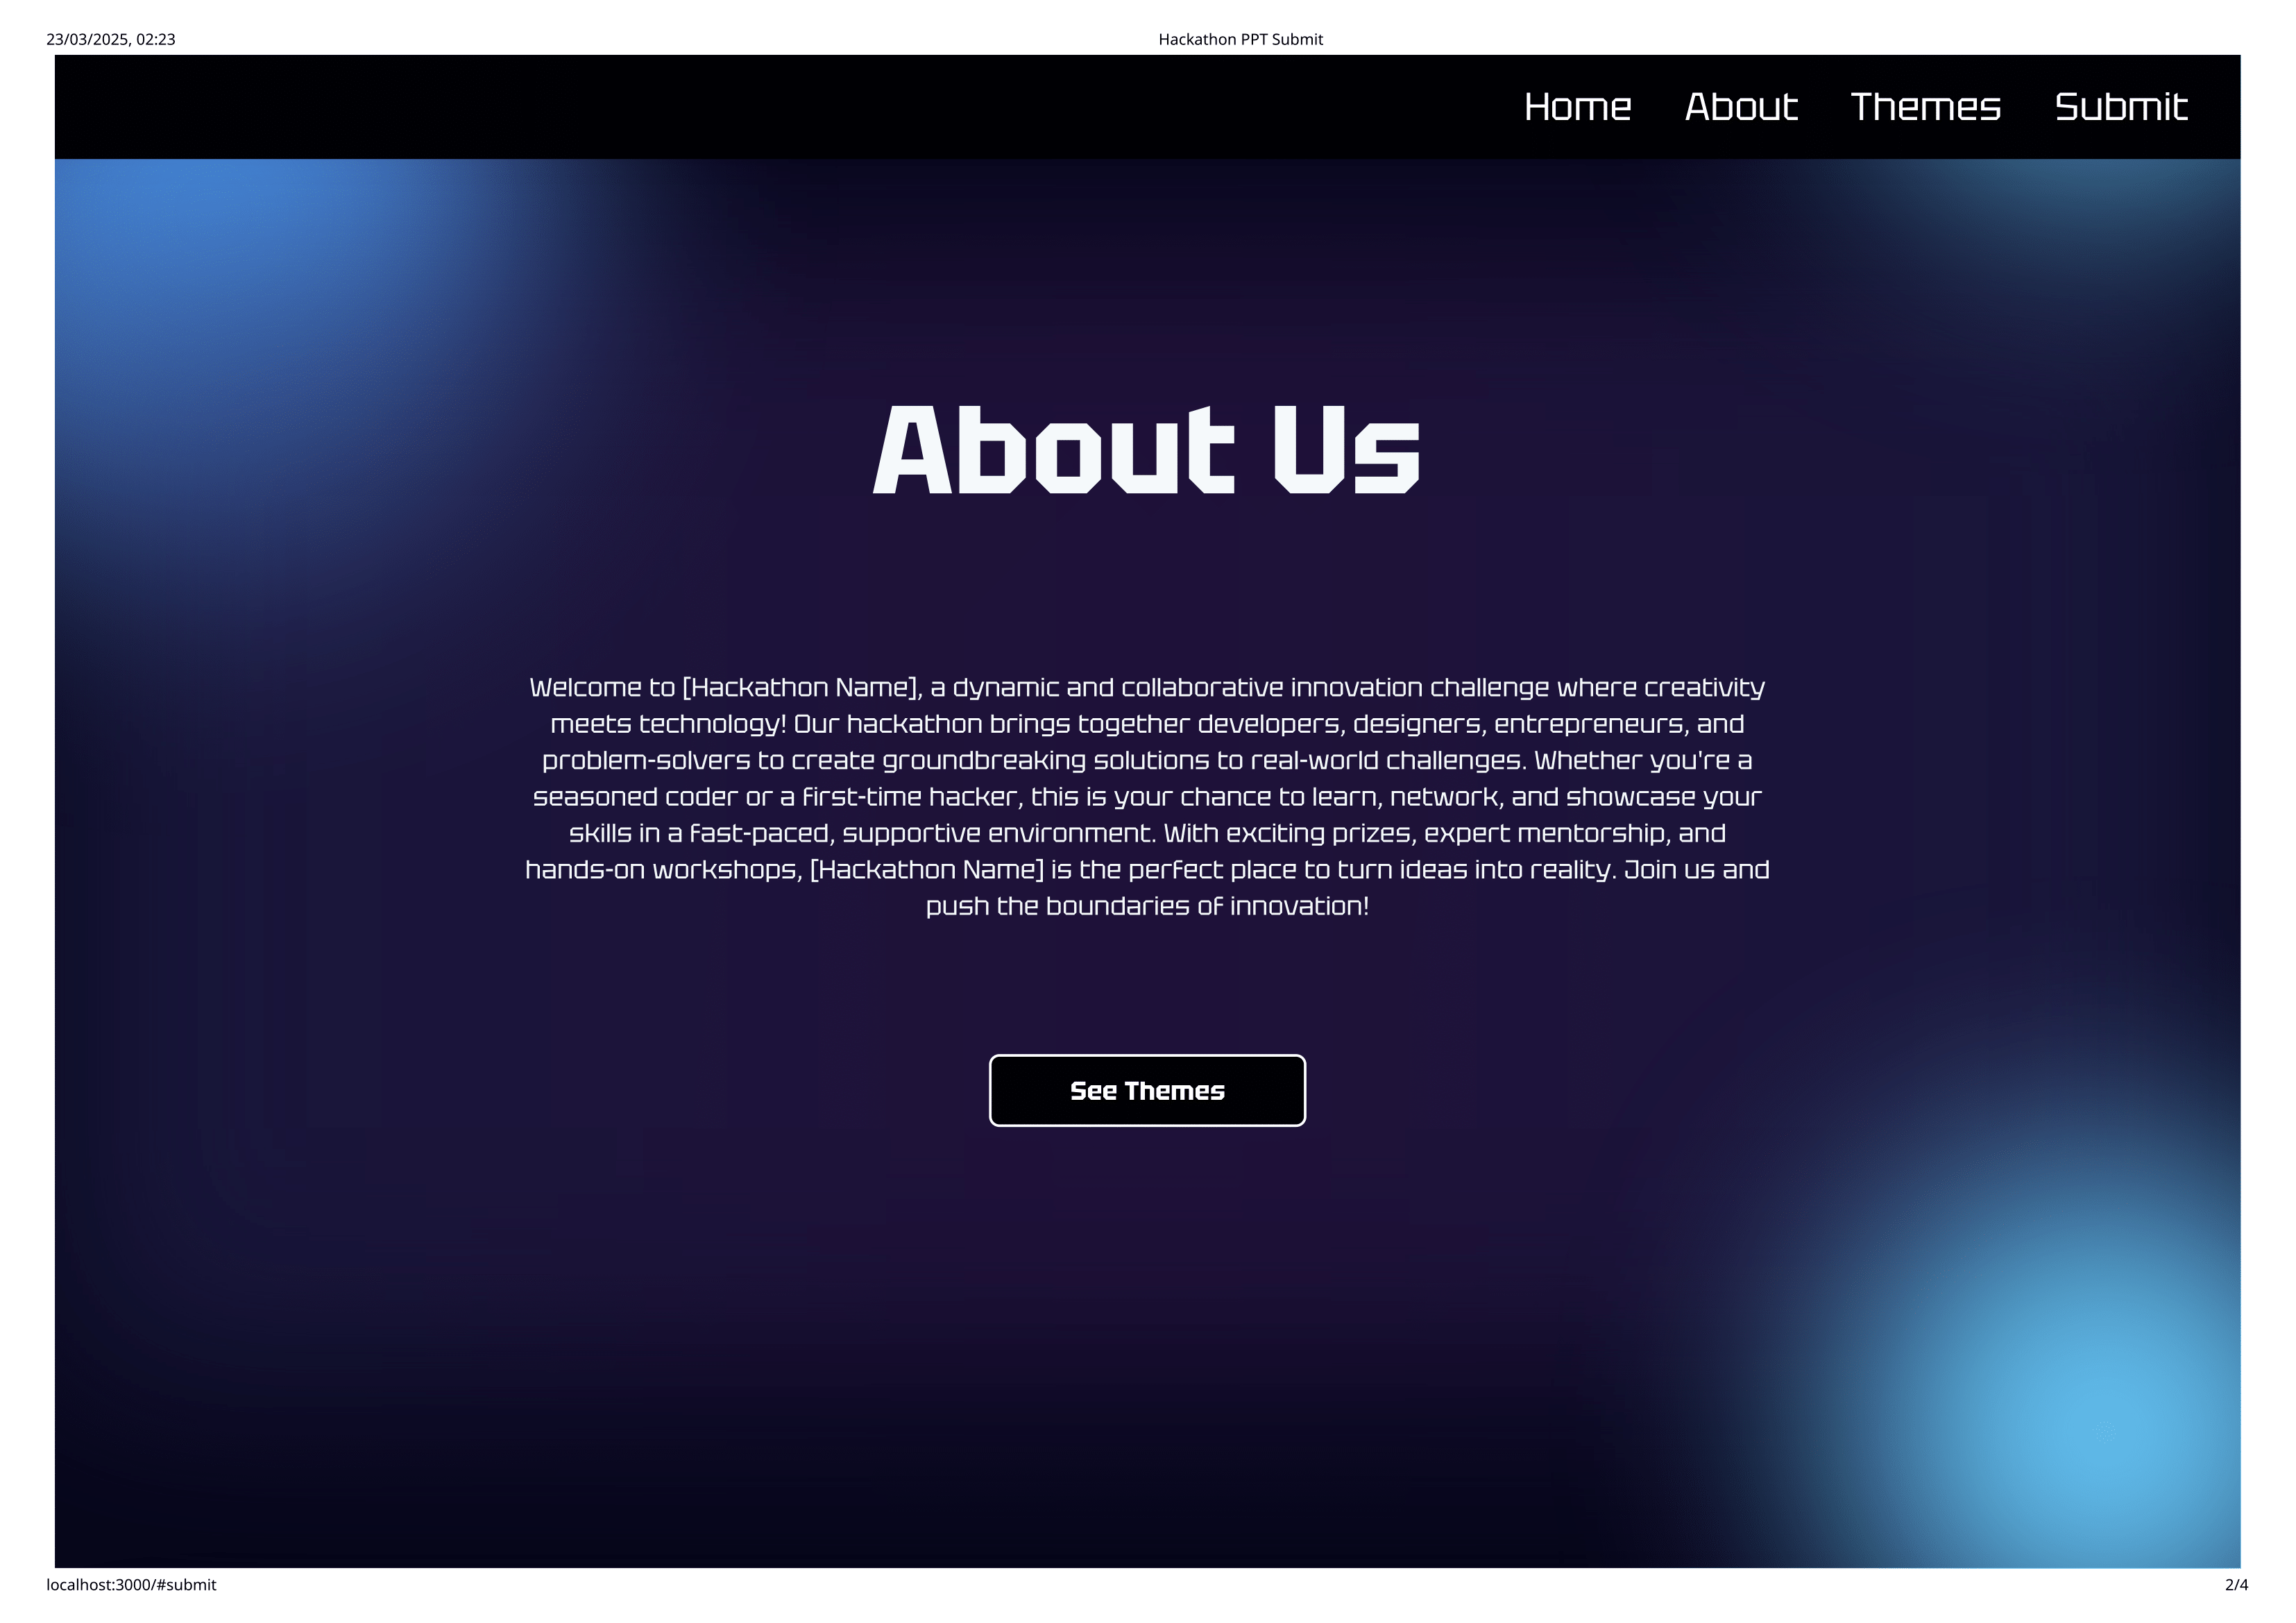 23/03/2025, 02:23
Hackathon PPT Submit
Home About Themes Submit
About Us
Welcome to [Hackathon Name], a dynamic and collaborative innovation challenge where creativity
meets technology! Our hackathon brings together developers, designers, entrepreneurs, and
problem-solvers to create groundbreaking solutions to real-world challenges. Whether you're a
seasoned coder or a first-time hacker, this is your chance to learn, network, and showcase your
skills in a fast-paced, supportive environment. With exciting prizes, expert mentorship, and
hands-on workshops, [Hackathon Name] is the perfect place to turn ideas into reality. Join us and
push the boundaries of innovation!
See Themes
localhost:3000/#submit
2/4